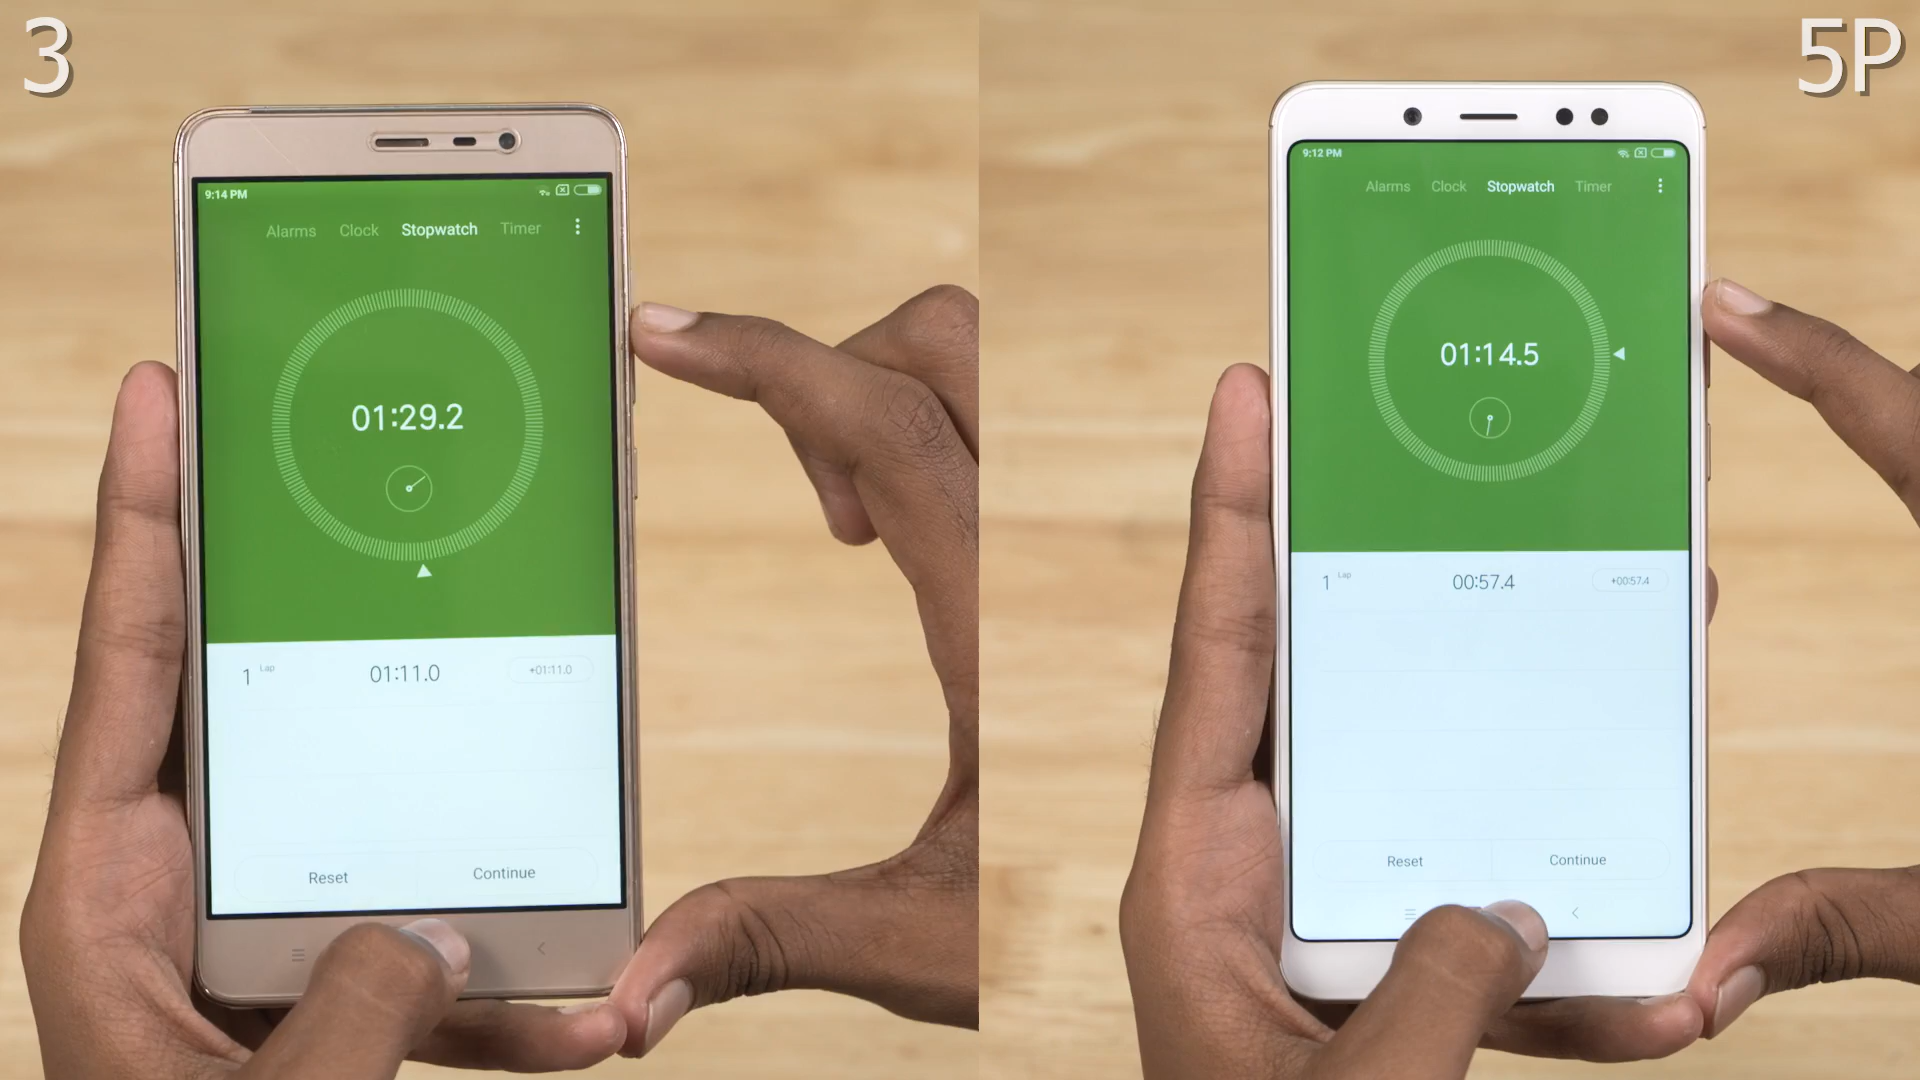 3
5P
9:14 PM
Alarms Clock Stopwatch Timer
01:29.2
1 Lap 01:11.0 +01:11.0
Reset Continue
9:12 PM
Alarms Clock Stopwatch Timer
01:14.5
1 Lap 00:57.4 +00:57.4
Reset Continue